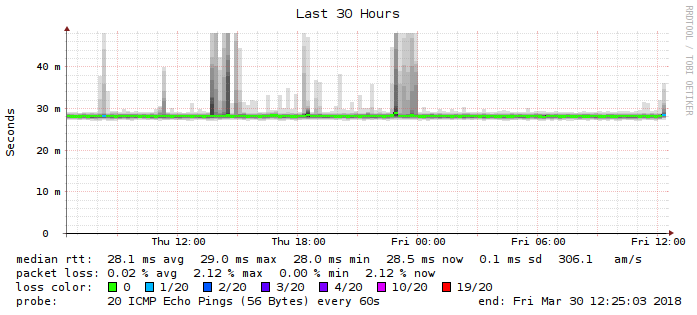 Last 30 Hours
RRDTOOL / TOBI OETIKER
Seconds
40 m
30 m
20 m
10 m
0
Thu 12:00 Thu 18:00 Fri 00:00 Fri 06:00 Fri 12:00
median rtt: 28.1 ms avg 29.0 ms max 28.0 ms min 28.5 ms now 0.1 ms sd 306.1 am/s
packet loss: 0.02 % avg 2.12 % max 0.00 % min 2.12 % now
loss color: 0 1/20 2/20 3/20 4/20 10/20 19/20
probe: 20 ICMP Echo Pings (56 Bytes) every 60s end: Fri Mar 30 12:25:03 2018